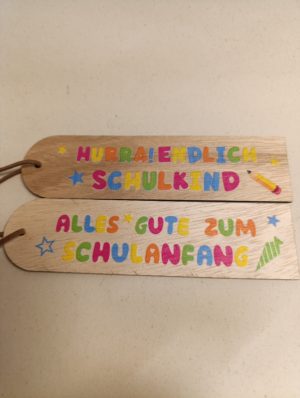 HURRA! ENDLICH
SCHULKIND
ALLES GUTE ZUM
SCHULANFANG